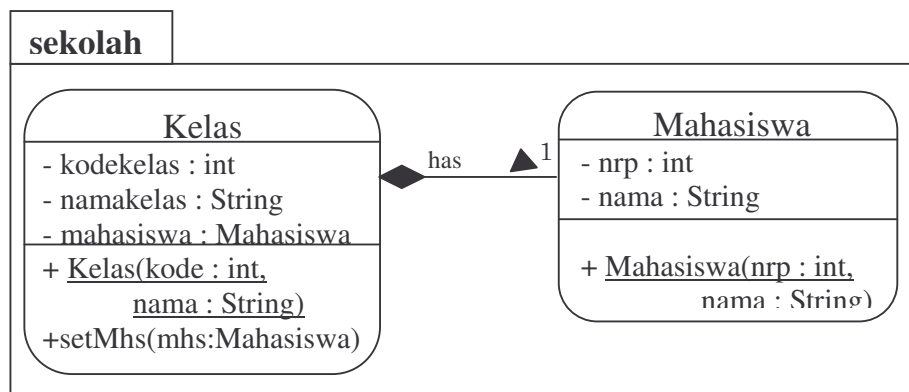 sekolah
Kelas
- kodekelas : int
- namakelas : String
- mahasiswa : Mahasiswa
+ Kelas(kode : int,
nama : String)
+setMhs(mhs:Mahasiswa)
has
1
Mahasiswa
- nrp : int
- nama : String
+ Mahasiswa(nrp : int,
nama : String)